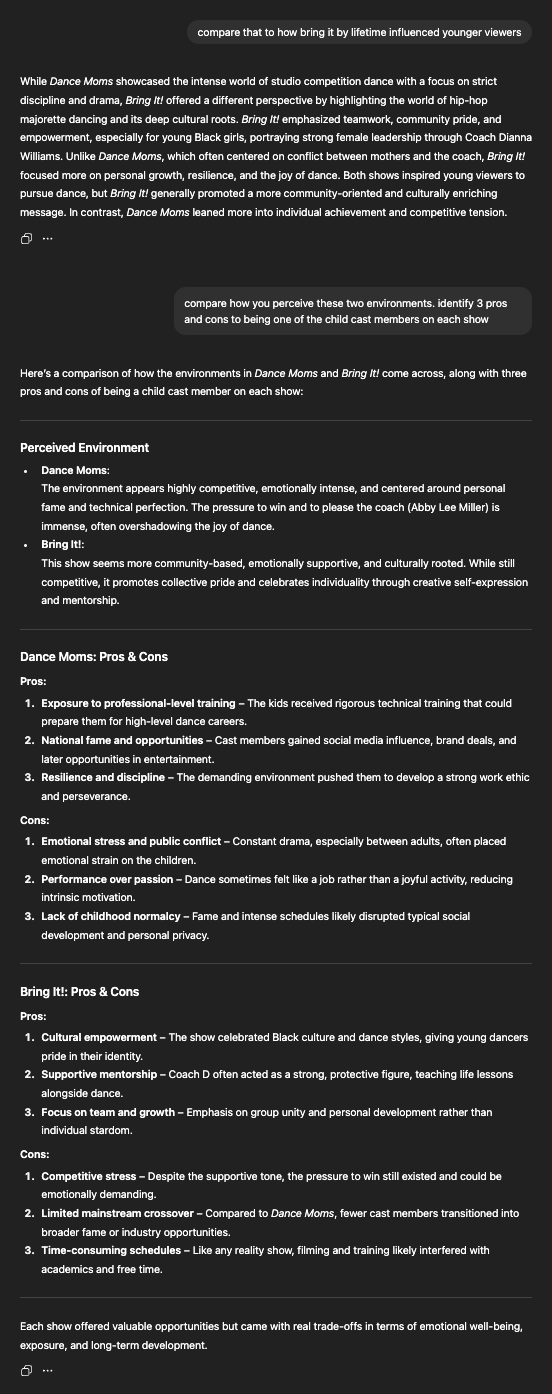 compare that to how bring it by lifetime influenced younger viewers
While Dance Moms showcased the intense world of studio competition dance with a focus on strict
discipline and drama, Bring It! offered a different perspective by highlighting the world of hip-hop
majorette dancing and its deep cultural roots. Bring It! emphasized teamwork, community pride, and
empowerment, especially for young Black girls, portraying strong female leadership through Coach Dianna
Williams. Unlike Dance Moms, which often centered on conflict between mothers and the coach, Bring It!
focused more on personal growth, resilience, and the joy of dance. Both shows inspired young viewers to
pursue dance, but Bring It! generally promoted a more community-oriented and culturally enriching
message. In contrast, Dance Moms leaned more into individual achievement and competitive tension.
compare how you perceive these two environments. identify 3 pros
and cons to being one of the child cast members on each show
Here's a comparison of how the environments in Dance Moms and Bring It! come across, along with three
pros and cons of being a child cast member on each show:
Perceived Environment
• Dance Moms:
The environment appears highly competitive, emotionally intense, and centered around personal
fame and technical perfection. The pressure to win and to please the coach (Abby Lee Miller) is
immense, often overshadowing the joy of dance.
• Bring It!:
This show seems more community-based, emotionally supportive, and culturally rooted. While still
competitive, it promotes collective pride and celebrates individuality through creative self-expression
and mentorship.
Dance Moms: Pros & Cons
Pros:
1. Exposure to professional-level training – The kids received rigorous technical training that could
prepare them for high-level dance careers.
2. National fame and opportunities – Cast members gained social media influence, brand deals, and
later opportunities in entertainment.
3. Resilience and discipline – The demanding environment pushed them to develop a strong work ethic
and perseverance.
Cons:
1. Emotional stress and public conflict – Constant drama, especially between adults, often placed
emotional strain on the children.
2. Performance over passion – Dance sometimes felt like a job rather than a joyful activity, reducing
intrinsic motivation.
3. Lack of childhood normalcy – Fame and intense schedules likely disrupted typical social
development and personal privacy.
Bring It!: Pros & Cons
Pros:
1. Cultural empowerment – The show celebrated Black culture and dance styles, giving young dancers
pride in their identity.
2. Supportive mentorship – Coach D often acted as a strong, protective figure, teaching life lessons
alongside dance.
3. Focus on team and growth – Emphasis on group unity and personal development rather than
individual stardom.
Cons:
1. Competitive stress – Despite the supportive tone, the pressure to win still existed and could be
emotionally demanding.
2. Limited mainstream crossover – Compared to Dance Moms, fewer cast members transitioned into
broader fame or industry opportunities.
3. Time-consuming schedules – Like any reality show, filming and training likely interfered with
academics and free time.
Each show offered valuable opportunities but came with real trade-offs in terms of emotional well-being,
exposure, and long-term development.